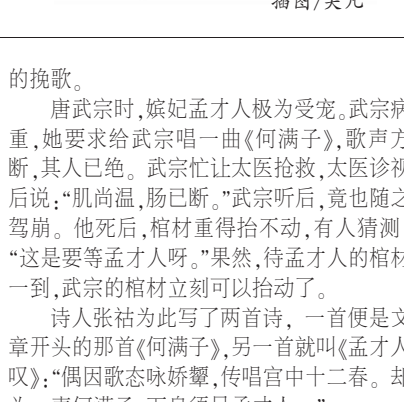 插图/吴凡
的挽歌。
唐武宗时,嫔妃孟才人极为受宠。武宗病
重,她要求给武宗唱一曲《何满子》,歌声方
断,其人已绝。武宗忙让太医抢救,太医诊视
后说:“肌尚温,肠已断。”武宗听后,竟也随之
驾崩。他死后,棺材重得抬不动,有人猜测
“这是要等孟才人呀。”果然,待孟才人的棺材
一到,武宗的棺材立刻可以抬动了。
诗人张祜为此写了两首诗,一首便是文
章开头的那首《何满子》,另一首就叫《孟才人
叹》:“偶因歌态咏娇颦,传唱宫中十二春。却